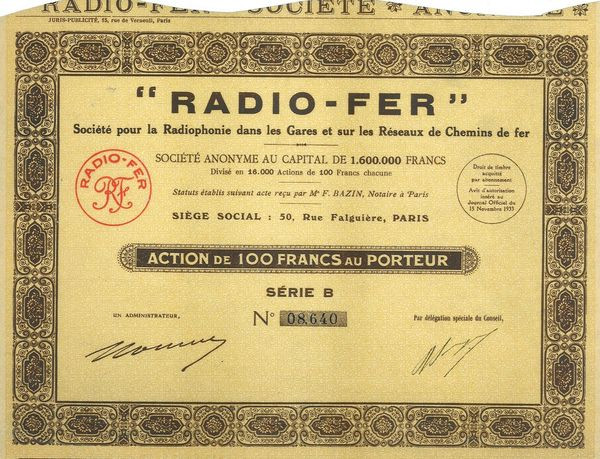 RADIO-FER SOCIÉTÉ ANONYME
JURIS-PUBLICITÉ, 55, rue de Verneuil, Paris
"RADIO-FER"
Société pour la Radiophonie dans les Gares et sur les Réseaux de Chemins de fer
SOCIÉTÉ ANONYME AU CAPITAL DE 1.600.000 FRANCS
Divisé en 16.000 Actions de 100 Francs chacune
Statuts établis suivant acte reçu par Me F. BAZIN, Notaire à Paris
SIÈGE SOCIAL : 50, Rue Falguière, PARIS
RADIO-FER
RF
Droit de timbre
acquitté
par abonnement
Avis d'autorisation
inséré au
Journal Officiel du
15 Novembre 1933
ACTION DE 100 FRANCS AU PORTEUR
SÉRIE B
No 08.640
UN ADMINISTRATEUR,
Par délégation spéciale du Conseil,